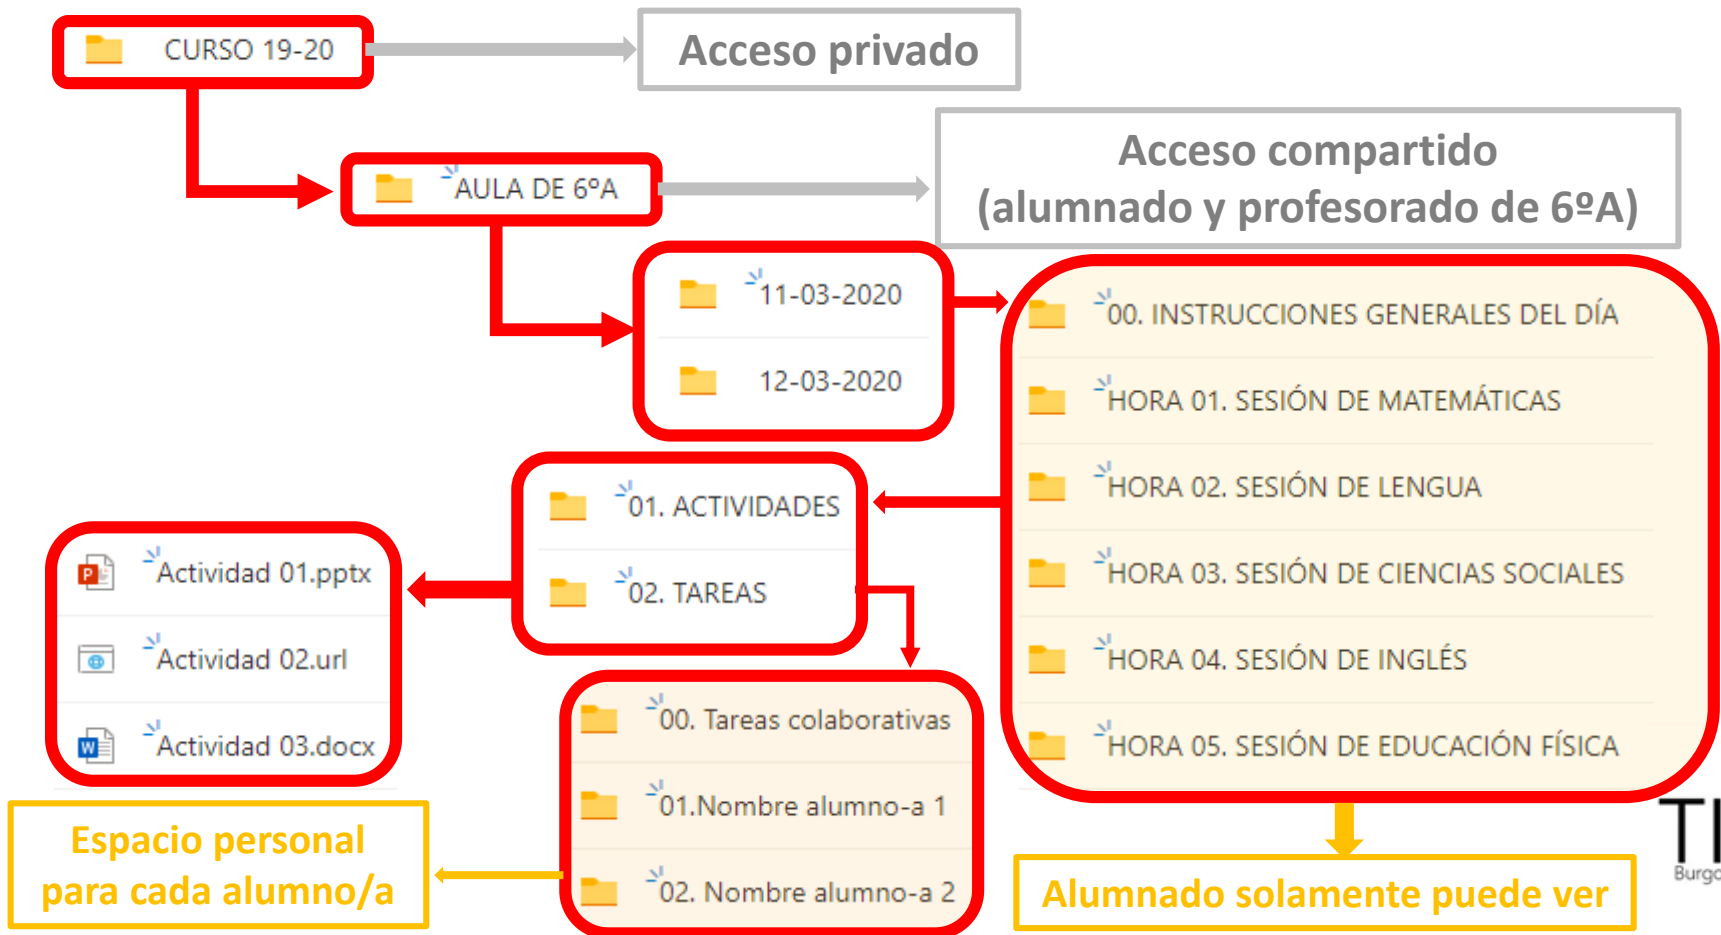 CURSO 19-20
Acceso privado
AULA DE 6ºA
Acceso compartido
(alumnado y profesorado de 6ºA)
11-03-2020
12-03-2020
00. INSTRUCCIONES GENERALES DEL DÍA
HORA 01. SESIÓN DE MATEMÁTICAS
HORA 02. SESIÓN DE LENGUA
HORA 03. SESIÓN DE CIENCIAS SOCIALES
HORA 04. SESIÓN DE INGLÉS
HORA 05. SESIÓN DE EDUCACIÓN FÍSICA
01. ACTIVIDADES
02. TAREAS
Actividad 01.pptx
Actividad 02.url
Actividad 03.docx
00. Tareas colaborativas
01.Nombre alumno-a 1
02. Nombre alumno-a 2
Espacio personal
para cada alumno/a
Alumnado solamente puede ver